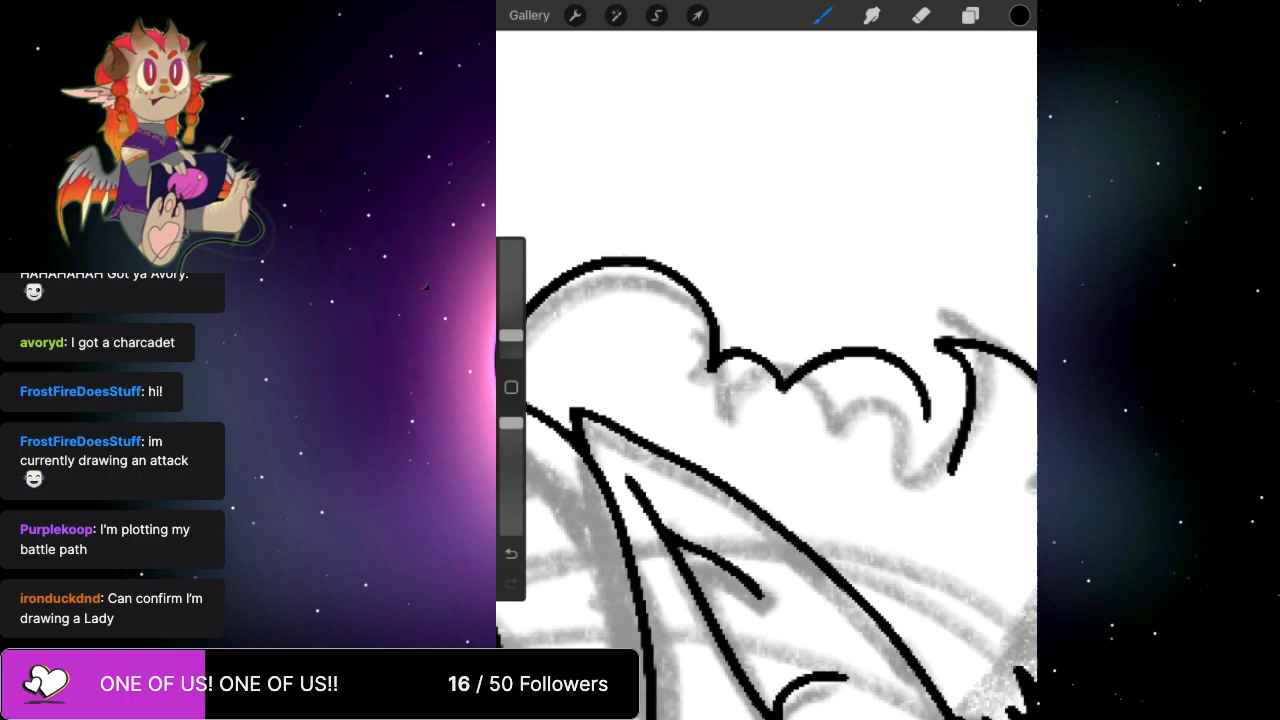 Gallery
HAHAHAHAH Got ya Avory.
avoryd: I got a charcadet
FrostFireDoesStuff: hi!
FrostFireDoesStuff: im
currently drawing an attack
Purplekoop: I'm plotting my
battle path
ironduckdnd: Can confirm I'm
drawing a Lady
ONE OF US! ONE OF US!!
16 / 50 Followers